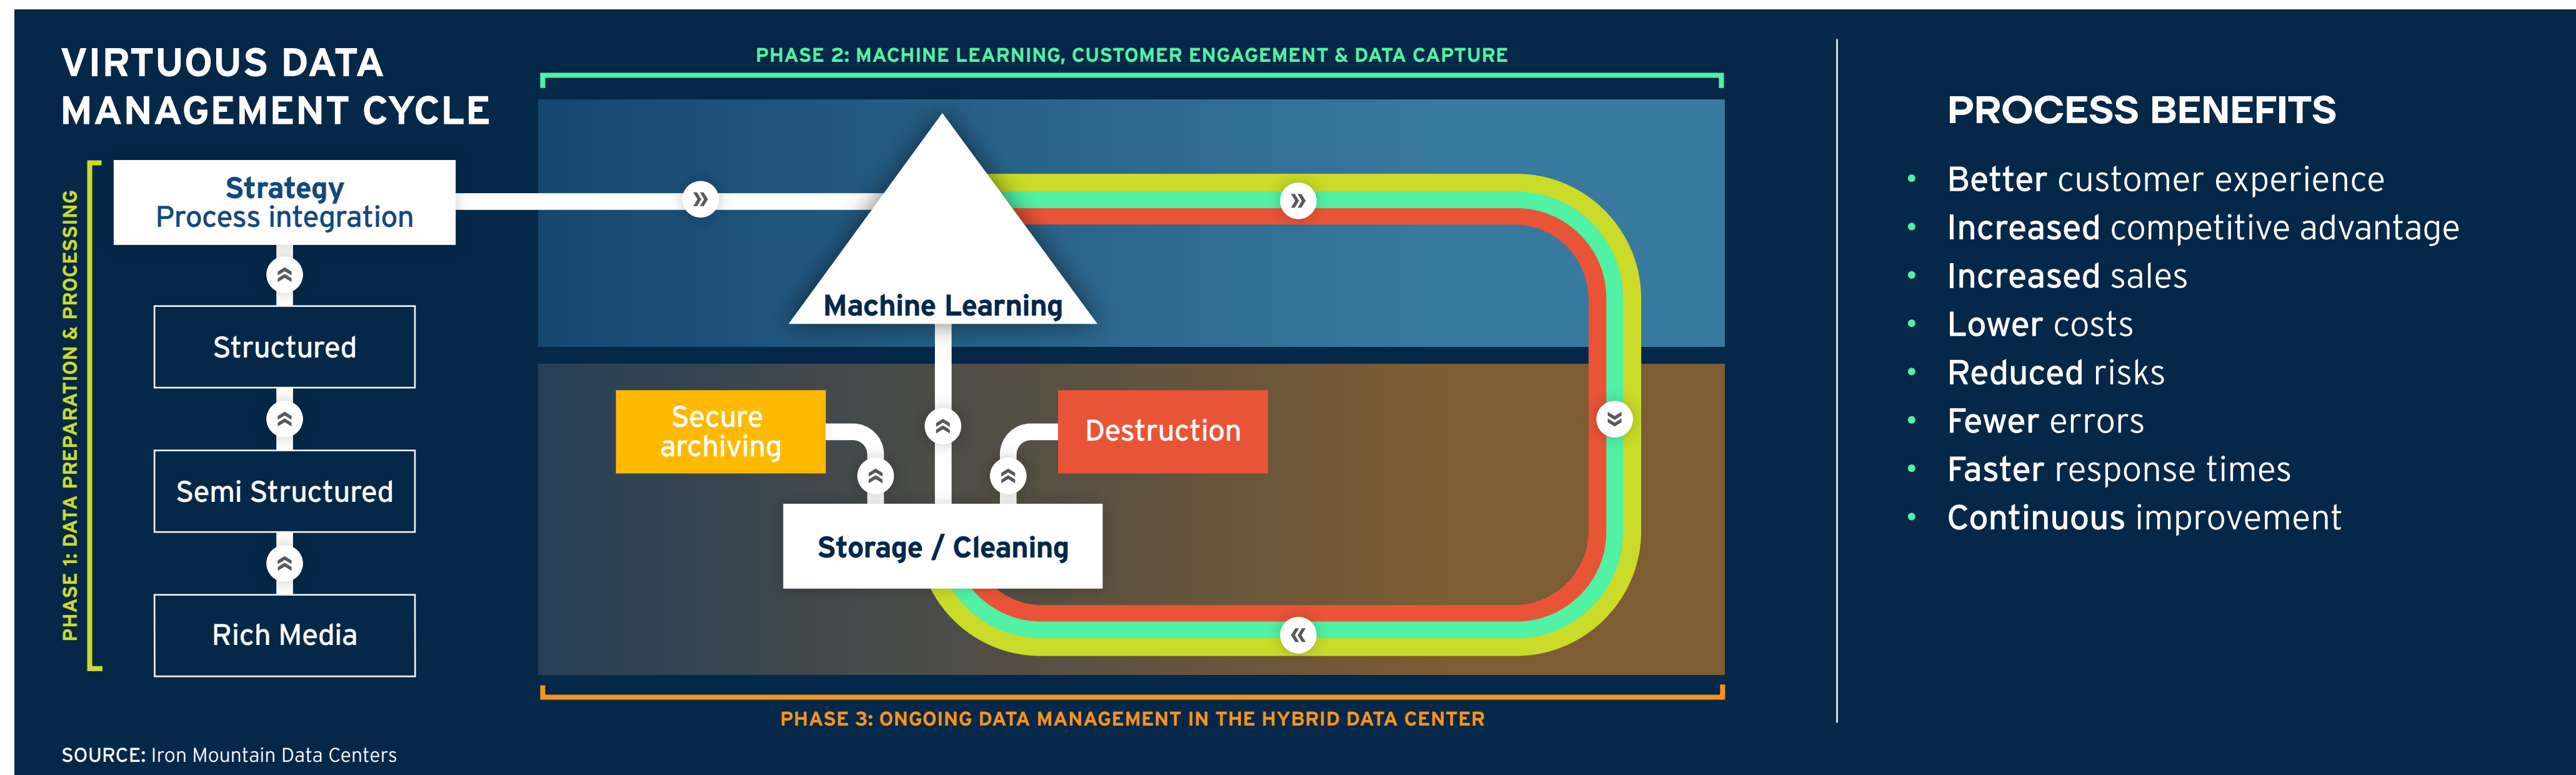 VIRTUOUS DATA
MANAGEMENT CYCLE
PHASE 1: DATA PREPARATION & PROCESSING
Strategy
Process integration
Structured
Semi Structured
Rich Media
SOURCE: Iron Mountain Data Centers
PHASE 2: MACHINE LEARNING, CUSTOMER ENGAGEMENT & DATA CAPTURE
Machine Learning
Secure
archiving
Destruction
Storage / Cleaning
PHASE 3: ONGOING DATA MANAGEMENT IN THE HYBRID DATA CENTER
PROCESS BENEFITS
• Better customer experience
• Increased competitive advantage
• Increased sales
• Lower costs
• Reduced risks
• Fewer errors
• Faster response times
• Continuous improvement